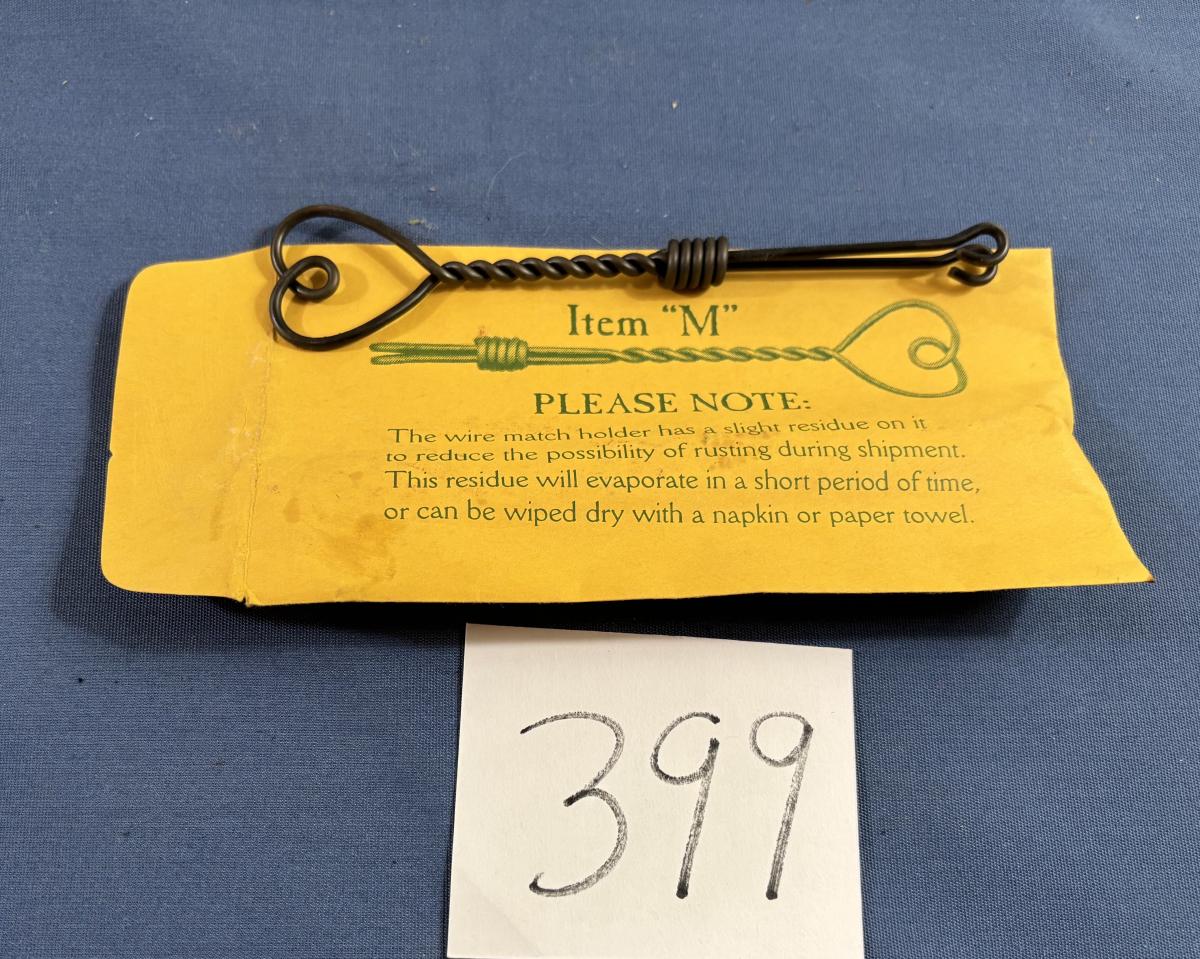 Item “M”
PLEASE NOTE:
The wire match holder has a slight residue on it
to reduce the possibility of rusting during shipment.
This residue will evaporate in a short period of time,
or can be wiped dry with a napkin or paper towel.
399